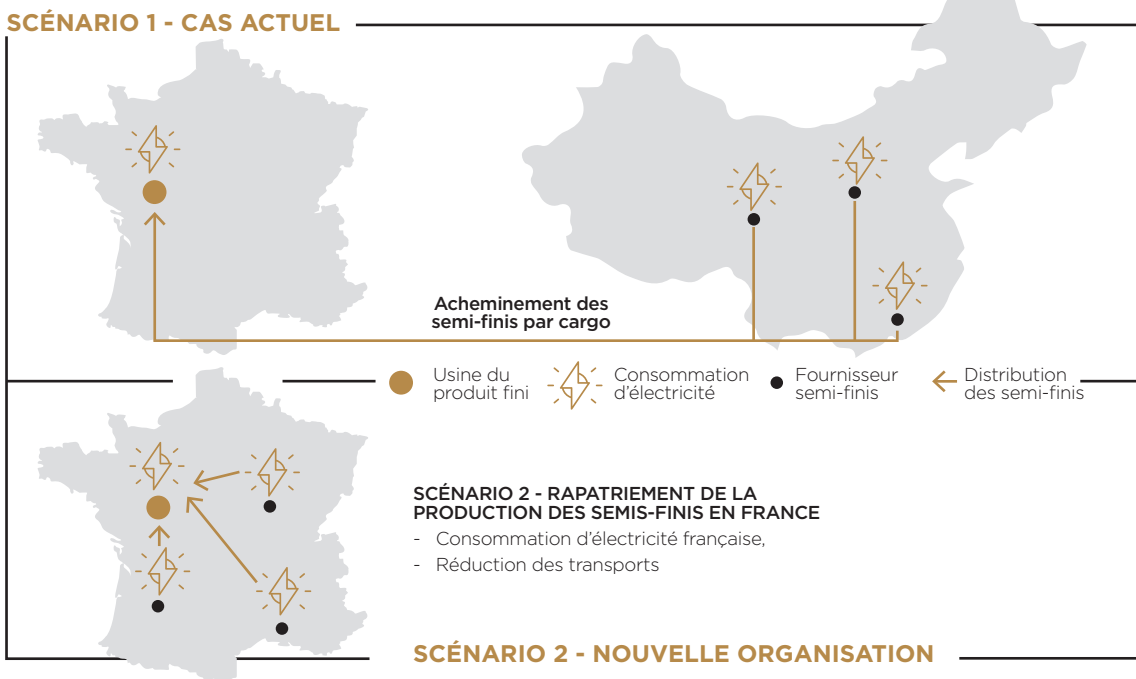 SCÉNARIO 1 - CAS ACTUEL
Acheminement des
semi-finis par cargo
Usine du
produit fini
Consommation
d'électricité
Fournisseur
semi-finis
Distribution
des semi-finis
SCÉNARIO 2 - RAPATRIEMENT DE LA
PRODUCTION DES SEMIS-FINIS EN FRANCE
- Consommation d'électricité française,
- Réduction des transports
SCÉNARIO 2 - NOUVELLE ORGANISATION